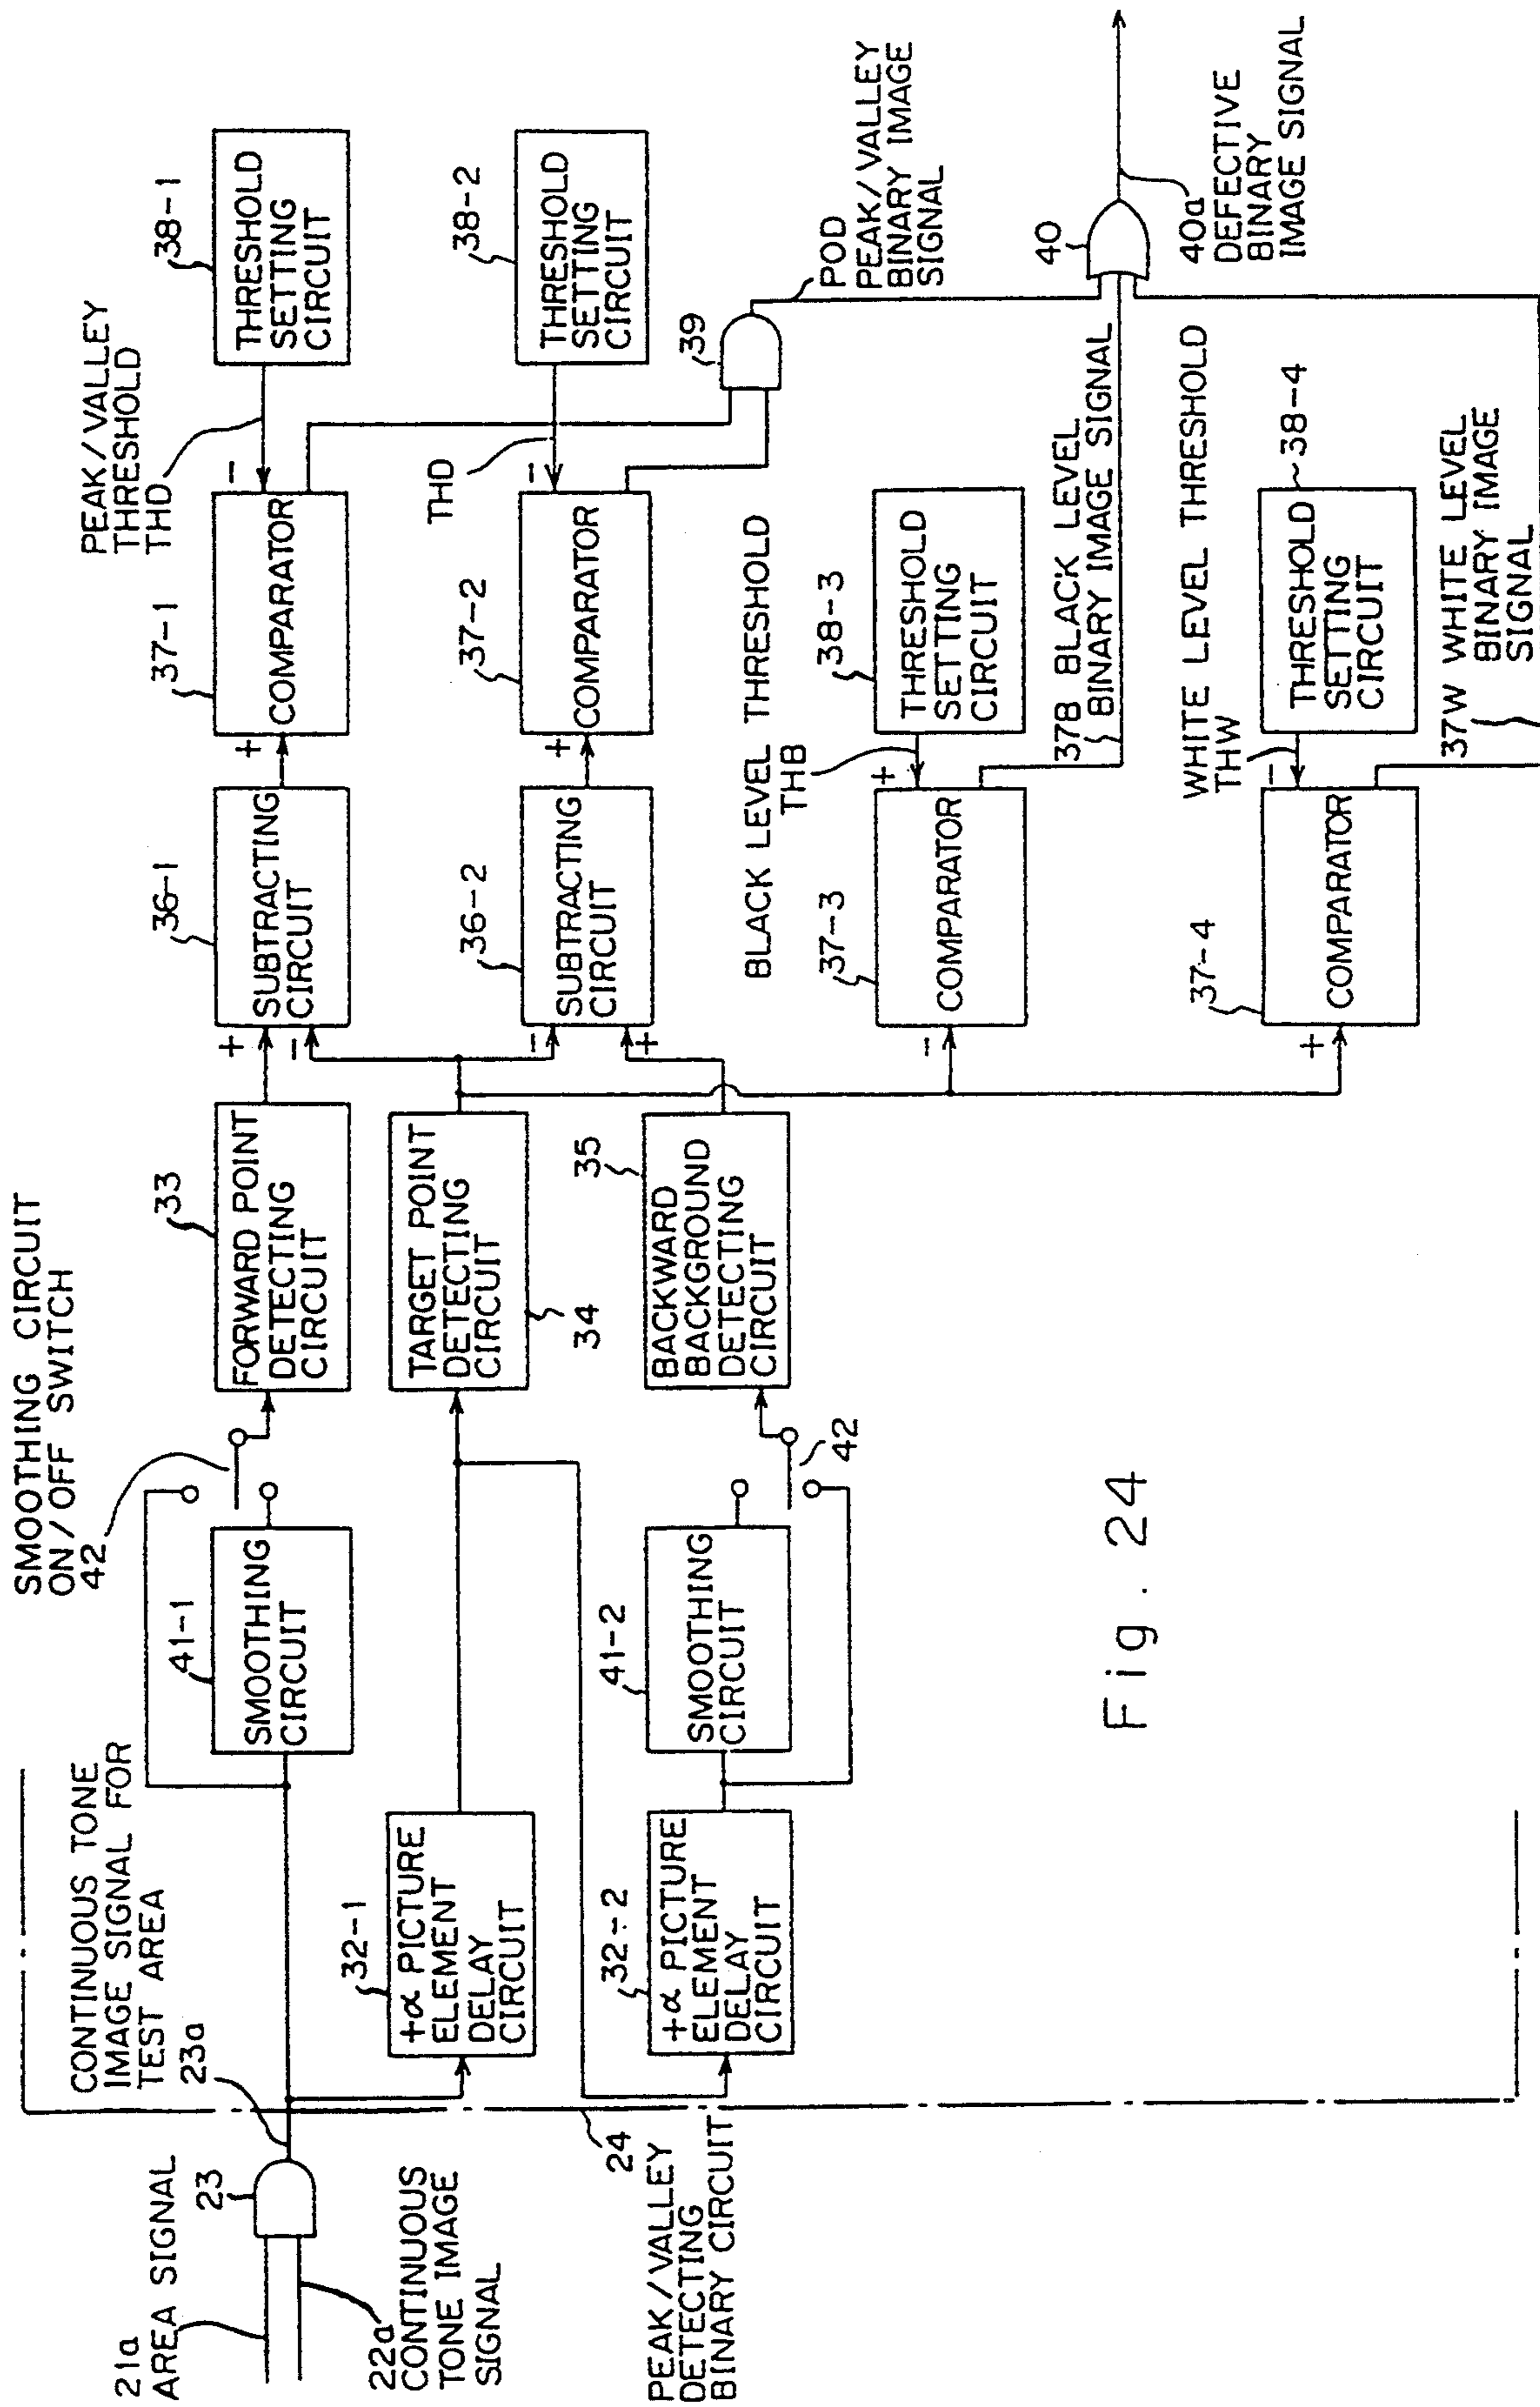 21a
AREA SIGNAL
23
22a
CONTINUOUS
TONE IMAGE
SIGNAL
CONTINUOUS TONE
IMAGE SIGNAL FOR
TEST AREA
23a
24
PEAK/VALLEY
DETECTING
BINARY CIRCUIT
SMOOTHING CIRCUIT
ON/OFF SWITCH
42
41-1
SMOOTHING
CIRCUIT
32-1
+α PICTURE
ELEMENT
DELAY
CIRCUIT
32-2
+α PICTURE
ELEMENT
DELAY
CIRCUIT
41-2
SMOOTHING
CIRCUIT
42
33
FORWARD POINT
DETECTING
CIRCUIT
TARGET POINT
DETECTING
CIRCUIT
34
35
BACKWARD
BACKGROUND
DETECTING
CIRCUIT
36-1
+
-
SUBTRACTING
CIRCUIT
36-2
-
+
SUBTRACTING
CIRCUIT
PEAK/VALLEY
THRESHOLD
THD
37-1
+
-
COMPARATOR
38-1
THRESHOLD
SETTING
CIRCUIT
THD
37-2
+
-
COMPARATOR
38-2
THRESHOLD
SETTING
CIRCUIT
39
POD
PEAK/VALLEY
BINARY IMAGE
SIGNAL
BLACK LEVEL THRESHOLD
THB
37-3
-
+
COMPARATOR
38-3
THRESHOLD
SETTING
CIRCUIT
37B BLACK LEVEL
BINARY IMAGE SIGNAL
40
40a
DEFECTIVE
BINARY
IMAGE SIGNAL
WHITE LEVEL THRESHOLD
THW
37-4
+
-
COMPARATOR
38-4
THRESHOLD
SETTING
CIRCUIT
37W WHITE LEVEL
BINARY IMAGE
SIGNAL
Fig. 24